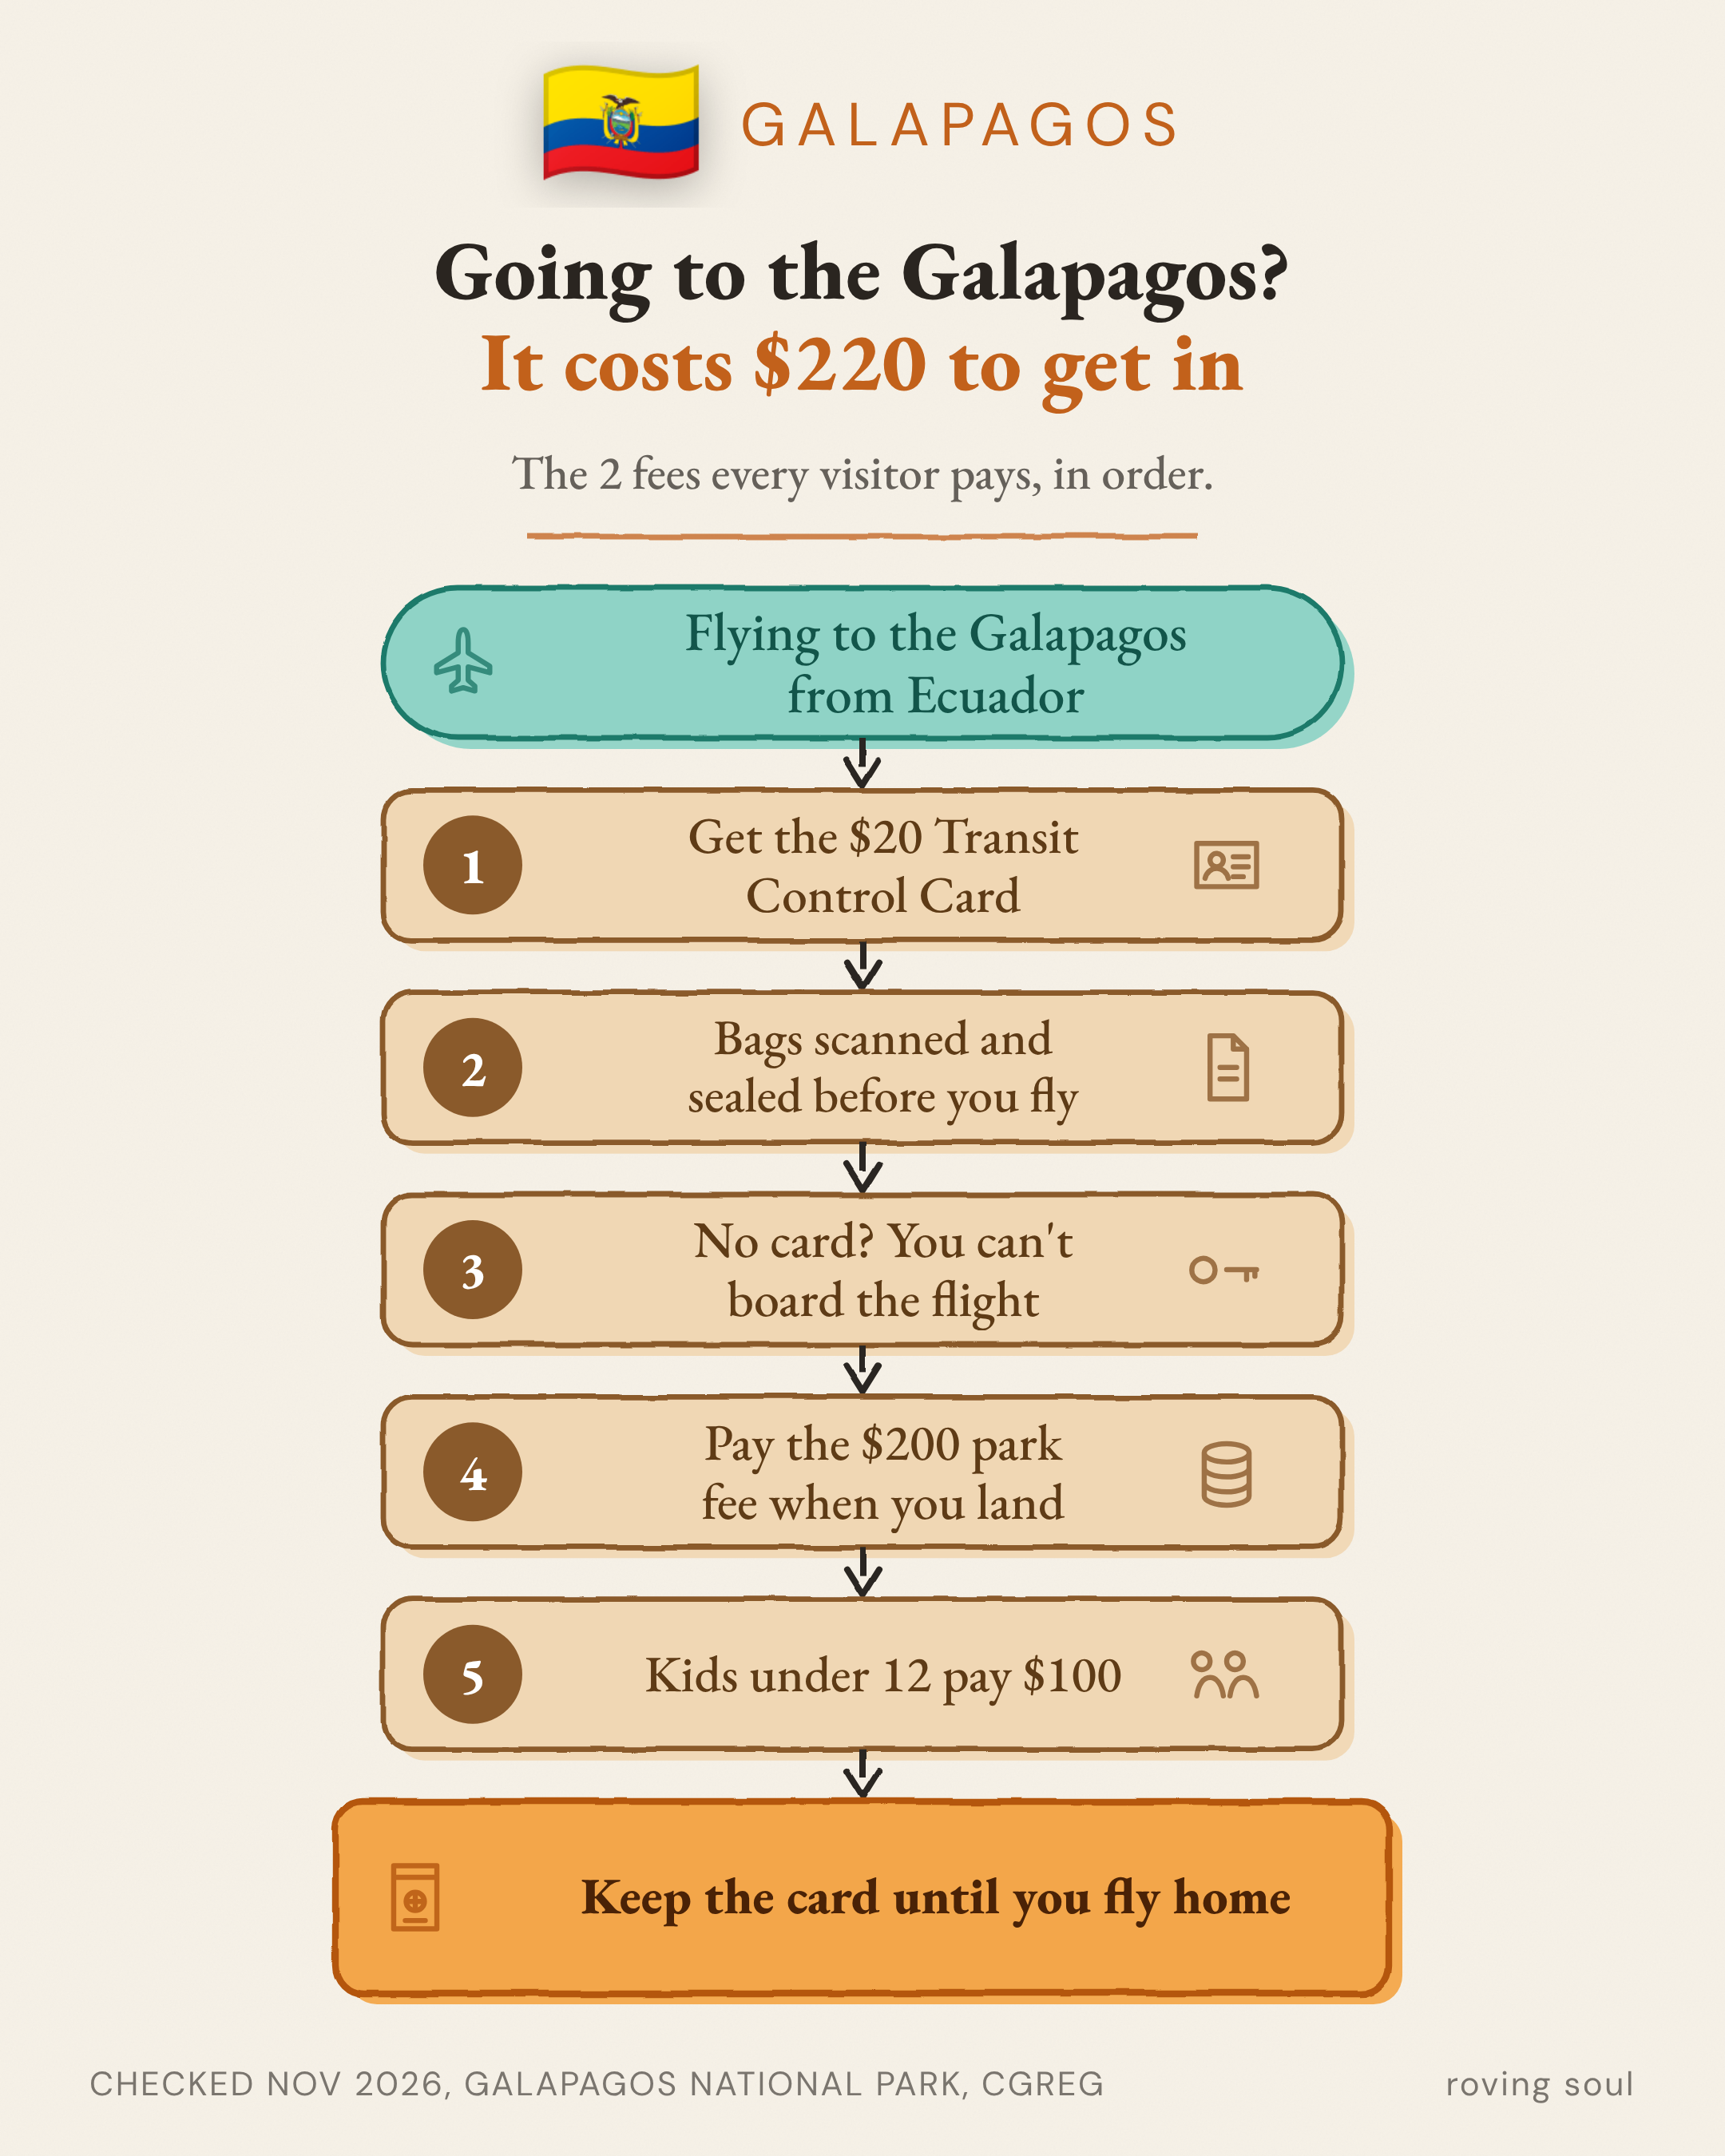 GALAPAGOS
Going to the Galapagos?
It costs $220 to get in
The 2 fees every visitor pays, in order.
Flying to the Galapagos
from Ecuador
1
Get the $20 Transit
Control Card
2
Bags scanned and
sealed before you fly
3
No card? You can't
board the flight
4
Pay the $200 park
fee when you land
5
Kids under 12 pay $100
Keep the card until you fly home
CHECKED NOV 2026, GALAPAGOS NATIONAL PARK, CGREG
roving soul